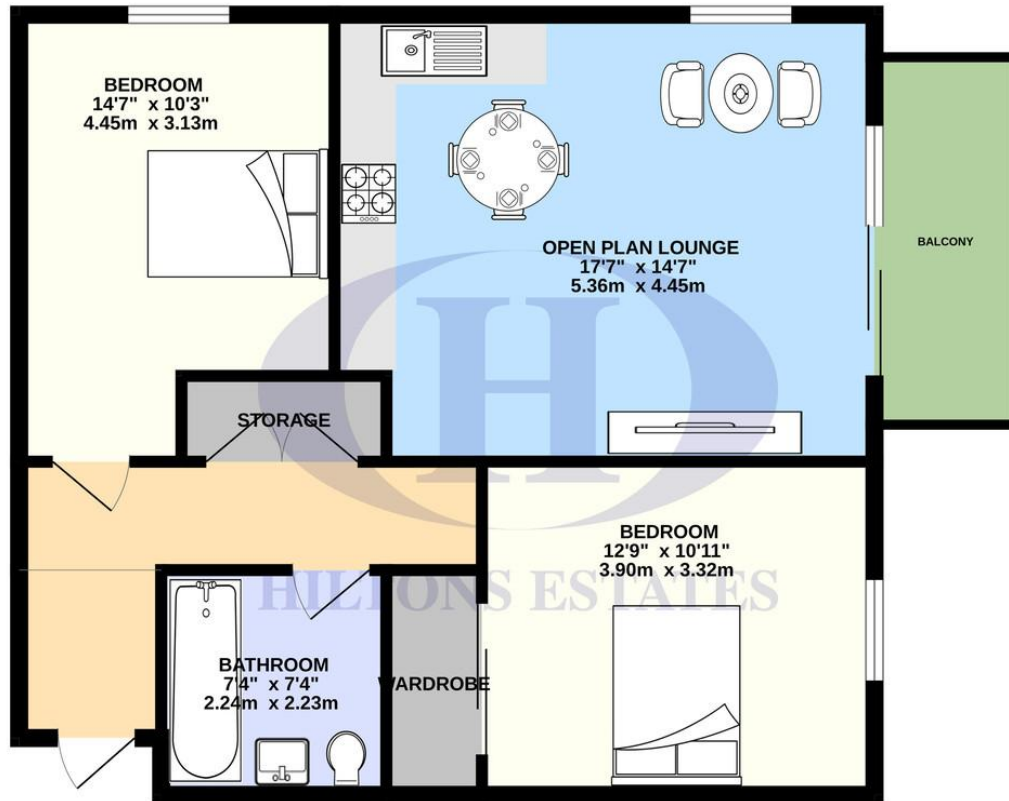 BEDROOM
14'7" x 10'3"
4.45m x 3.13m
OPEN PLAN LOUNGE
17'7" x 14'7"
5.36m x 4.45m
BALCONY
STORAGE
BEDROOM
12'9" x 10'11"
3.90m x 3.32m
H
HILTONS ESTATES
BATHROOM
7'4" x 7'4"
2.24m x 2.23m
WARDROBE